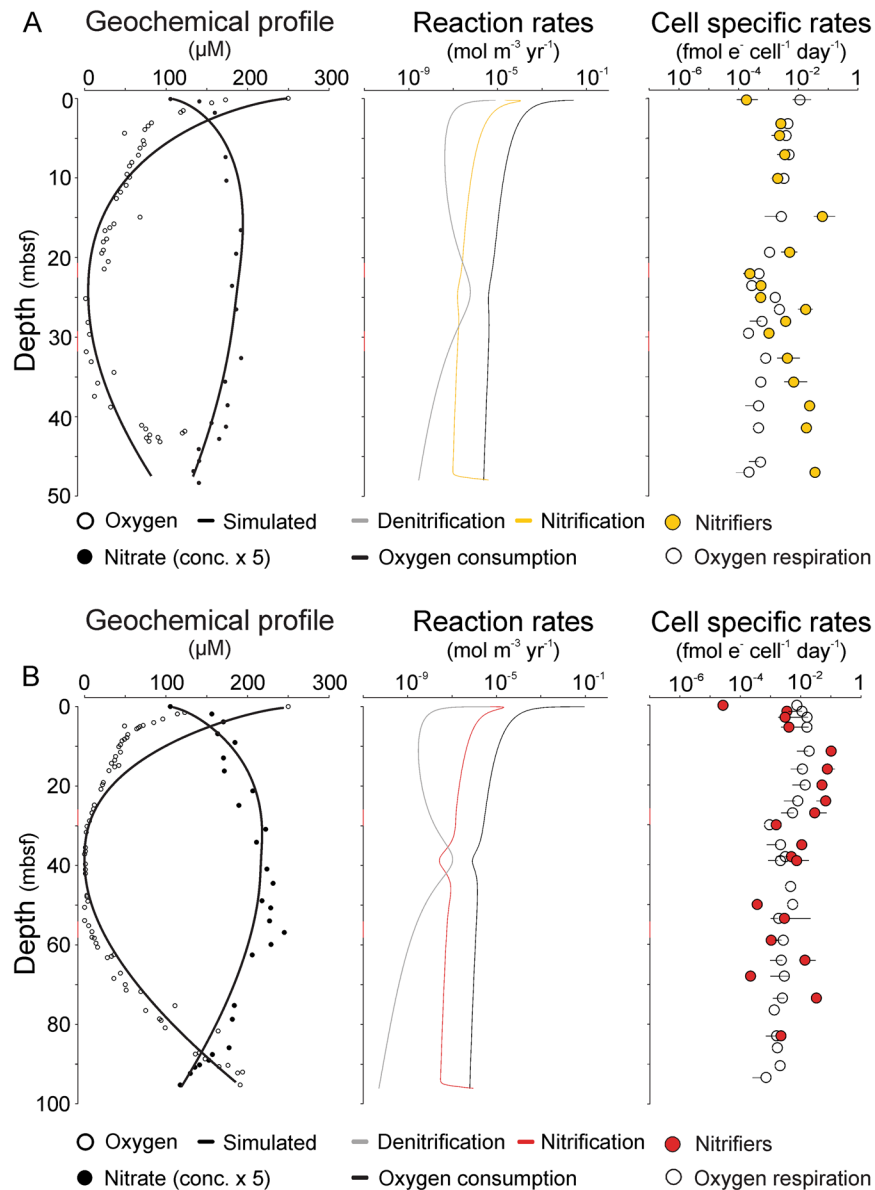 A
Geochemical profile
(µM)
0 100 200 300
Reaction rates
(mol m⁻³ yr⁻¹)
10⁻⁹ 10⁻⁵ 10⁻¹
Cell specific rates
(fmol e⁻ cell⁻¹ day⁻¹)
10⁻⁶ 10⁻⁴ 10⁻² 1
Depth (mbsf)
0
10
20
30
40
50
Oxygen
Simulated
Denitrification
Nitrification
Nitrifiers
Nitrate (conc. x 5)
Oxygen consumption
Oxygen respiration
B
Geochemical profile
(µM)
0 100 200 300
Reaction rates
(mol m⁻³ yr⁻¹)
10⁻⁹ 10⁻⁵ 10⁻¹
Cell specific rates
(fmol e⁻ cell⁻¹ day⁻¹)
10⁻⁶ 10⁻⁴ 10⁻² 1
Depth (mbsf)
0
20
40
60
80
100
Oxygen
Simulated
Denitrification
Nitrification
Nitrifiers
Nitrate (conc. x 5)
Oxygen consumption
Oxygen respiration